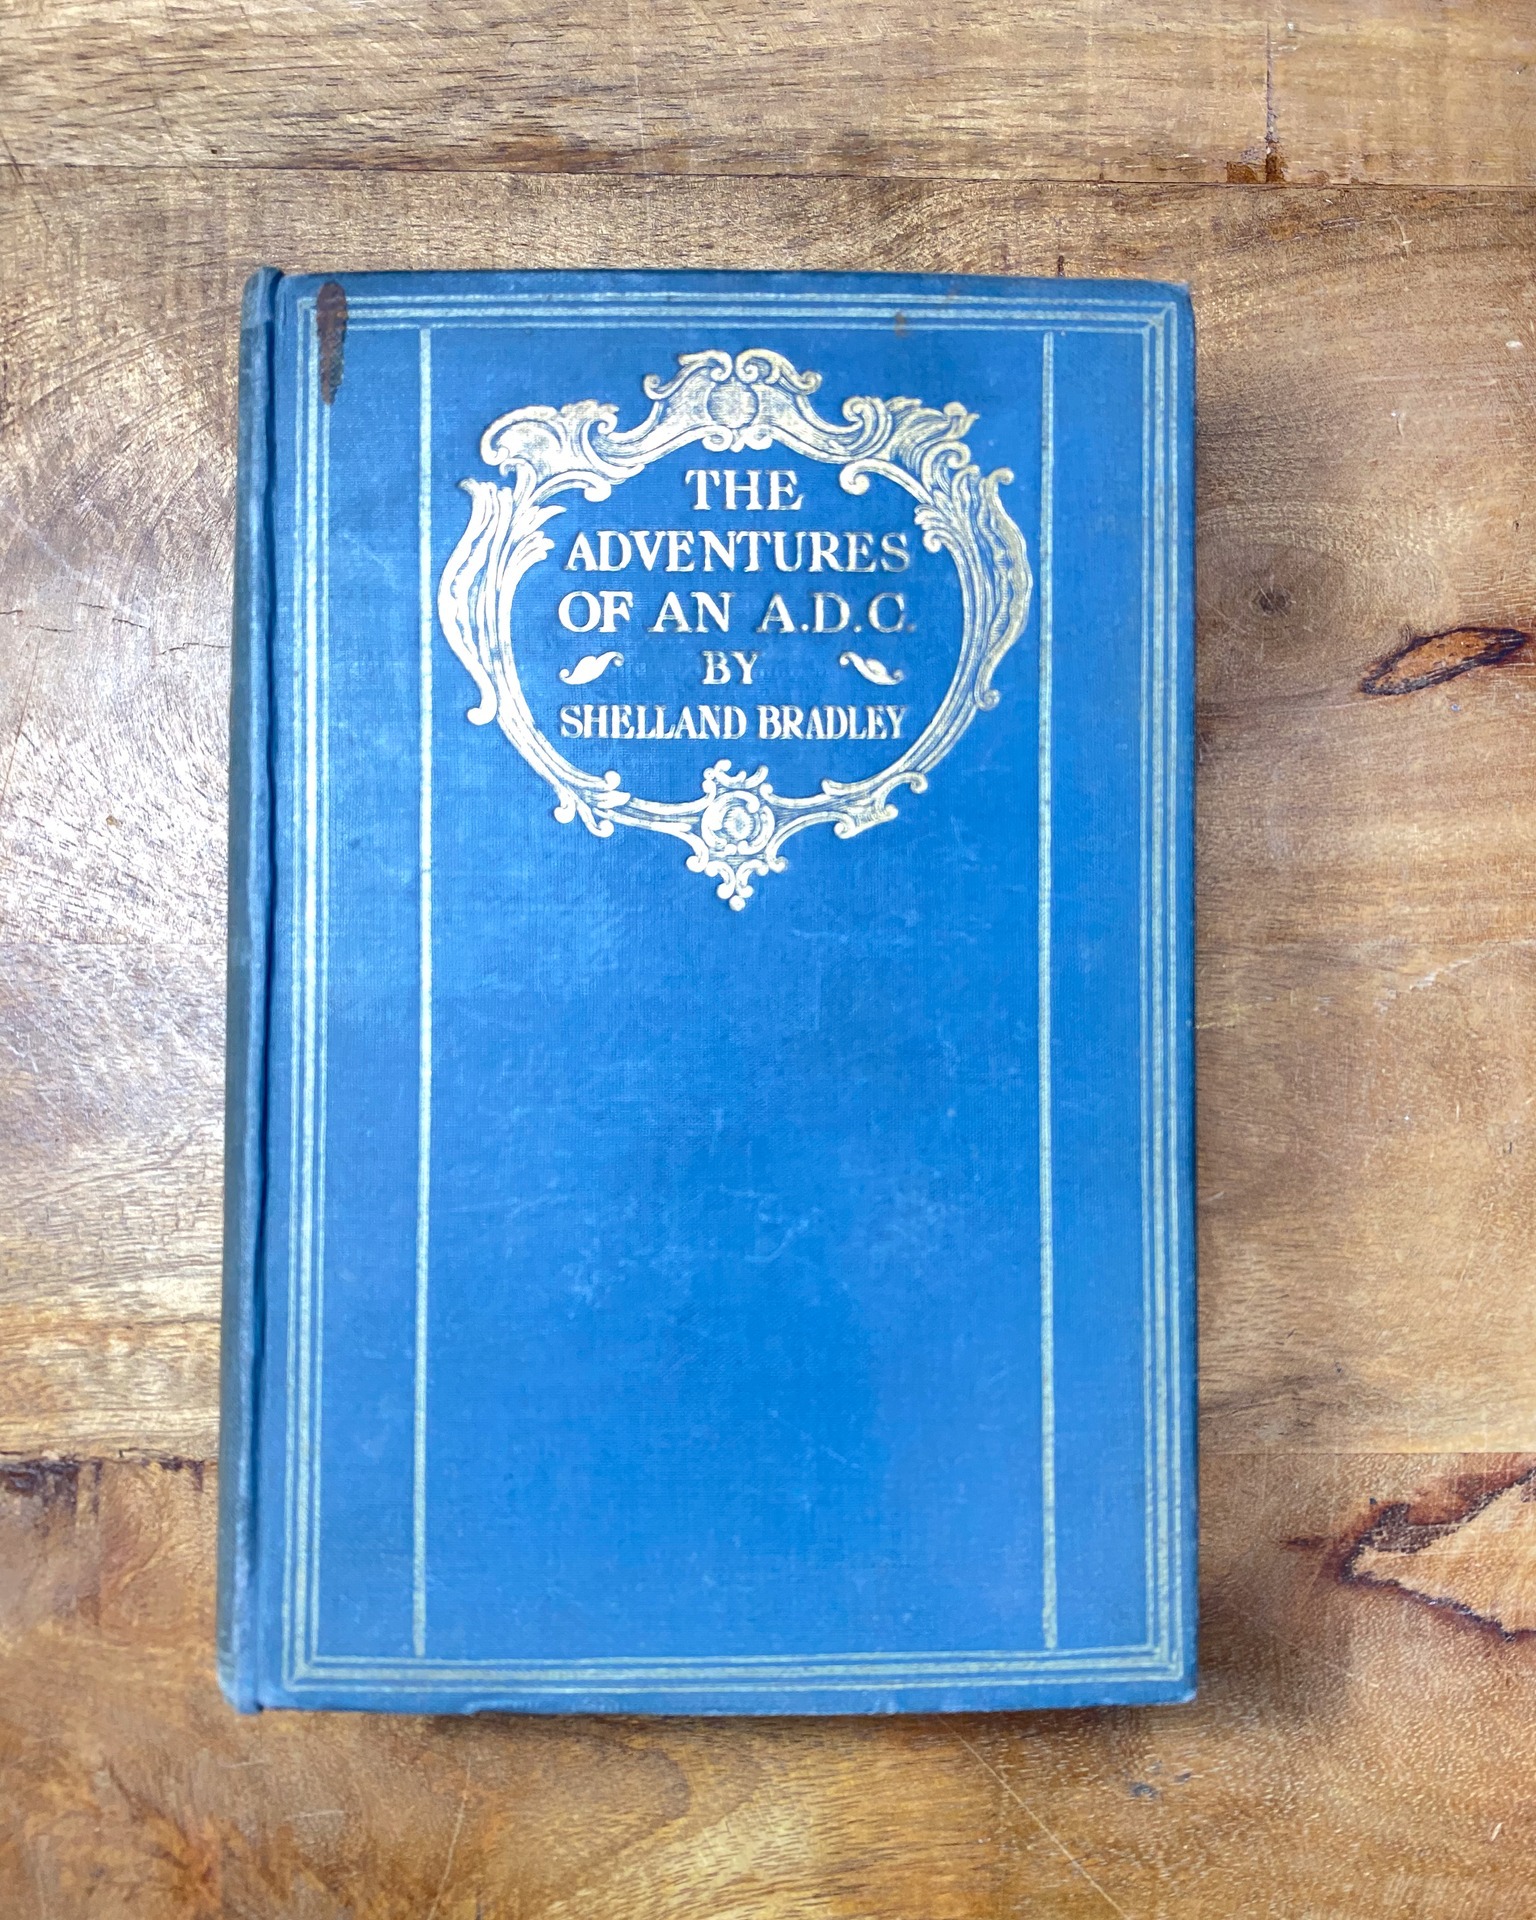 THE
ADVENTURES
OF AN A.D.C.
BY
SHELLAND BRADLEY